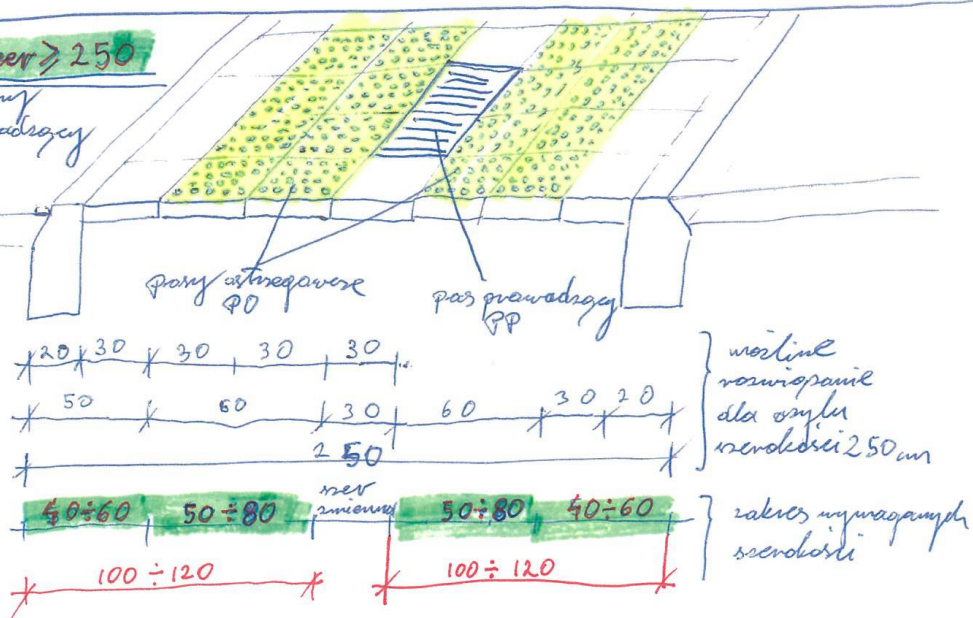 szer ≥ 250
pasy ostrzegawcze
PO
pas prowadzący
PP
20 30 30 30 30
50 60 30 60 30 20
250
możliwe
rozwiązanie
dla azylu
szerokości 250 cm
40÷60 50÷80 szer
zmienna 50÷80 40÷60
zakres wymaganych
szerokości
100÷120 100÷120